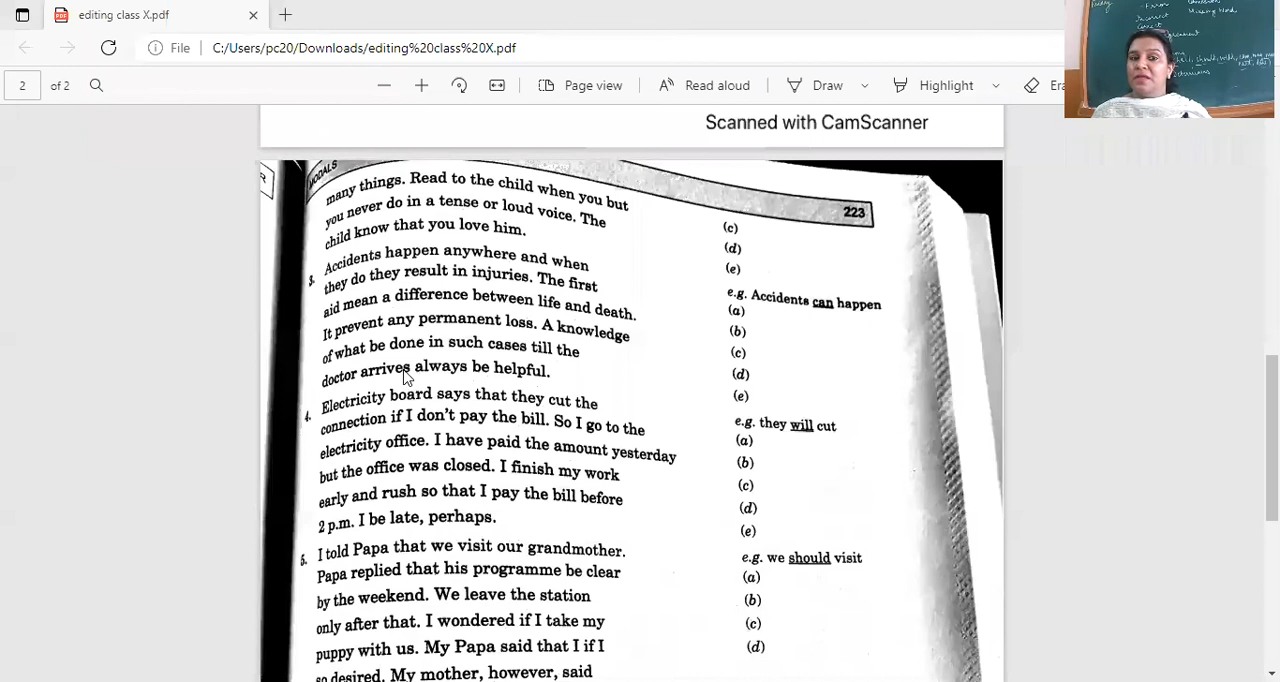 editing class X.pdf
File
C:/Users/pc20/Downloads/editing%20class%20X.pdf
2 of 2
Page view
Read aloud
Draw
Highlight
Scanned with CamScanner
MODALS
223
many things. Read to the child when you but
you never do in a tense or loud voice. The
child know that you love him.
(c)
(d)
(e)
3. Accidents happen anywhere and when
they do they result in injuries. The first
aid mean a difference between life and death.
It prevent any permanent loss. A knowledge
of what be done in such cases till the
doctor arrives always be helpful.
e.g. Accidents can happen
(a)
(b)
(c)
(d)
(e)
4. Electricity board says that they cut the
connection if I don't pay the bill. So I go to the
electricity office. I have paid the amount yesterday
but the office was closed. I finish my work
early and rush so that I pay the bill before
2 p.m. I be late, perhaps.
e.g. they will cut
(a)
(b)
(c)
(d)
(e)
5. I told Papa that we visit our grandmother.
Papa replied that his programme be clear
by the weekend. We leave the station
only after that. I wondered if I take my
puppy with us. My Papa said that I if I
so desired. My mother, however, said
e.g. we should visit
(a)
(b)
(c)
(d)